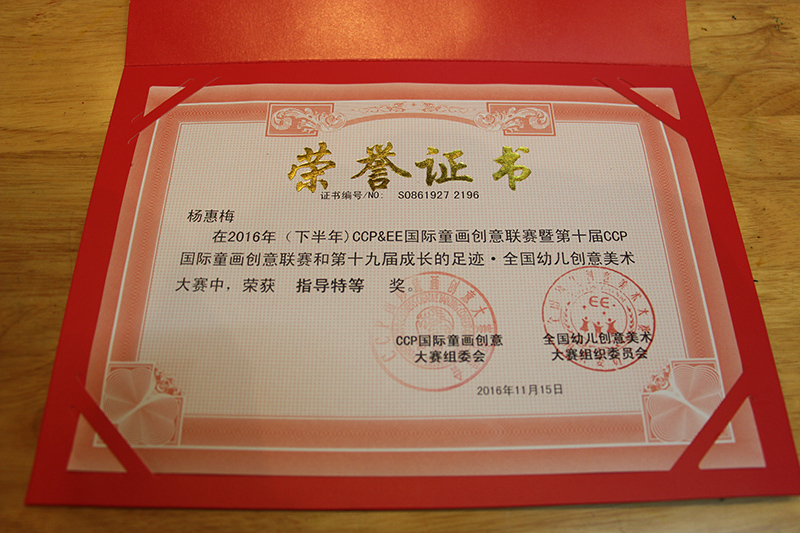 荣誉证书
证书编号/NO: S0861927 2196
杨惠梅
在2016年（下半年)CCP&EE国际童画创意联赛暨第十届CCP
国际童画创意联赛和第十九届成长的足迹·全国幼儿创意美术
大赛中，荣获 指导特等 奖。
CCP国际童画创意
大赛组委会
全国幼儿创意美术
大赛组织委员会
EE
2016年11月15日